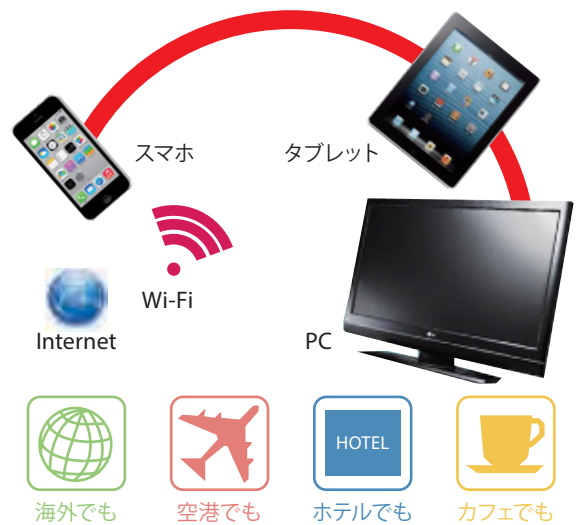 スマホ
タブレット
Wi-Fi
Internet
PC
HOTEL
海外でも
空港でも
ホテルでも
カフェでも